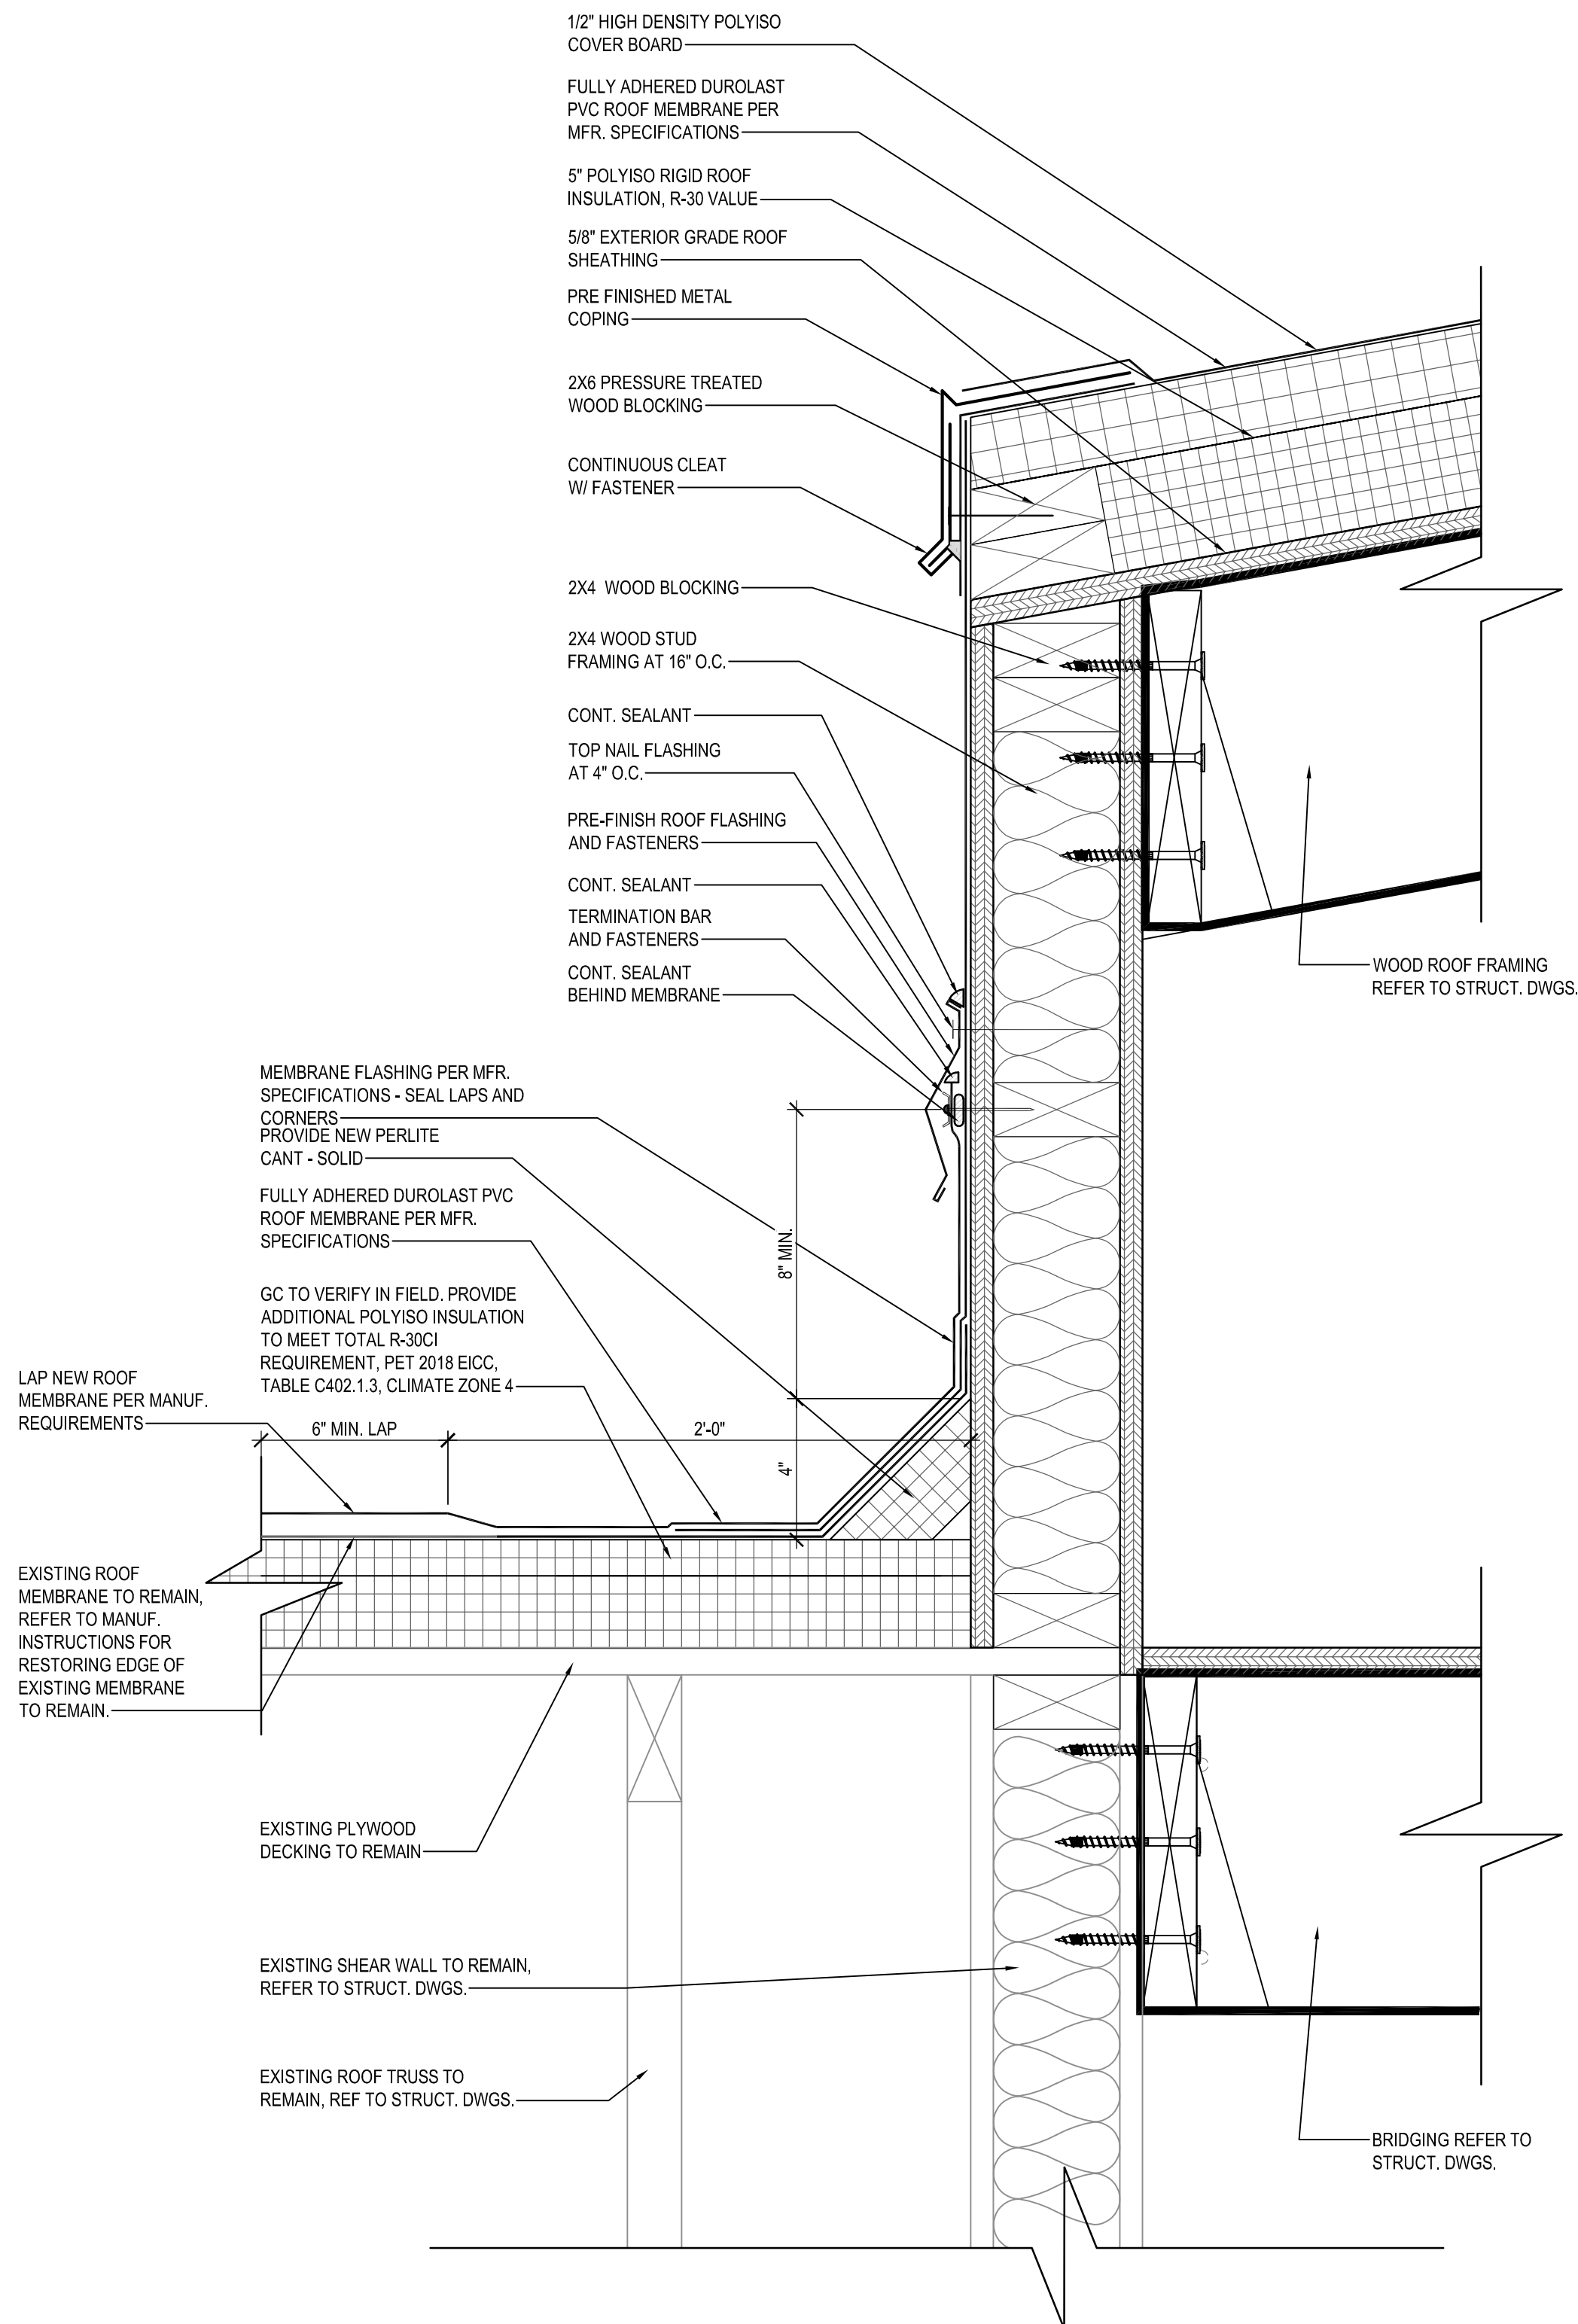 1/2" HIGH DENSITY POLYISO
COVER BOARD
FULLY ADHERED DUROLAST
PVC ROOF MEMBRANE PER
MFR. SPECIFICATIONS
5" POLYISO RIGID ROOF
INSULATION, R-30 VALUE
5/8" EXTERIOR GRADE ROOF
SHEATHING
PRE FINISHED METAL
COPING
2X6 PRESSURE TREATED
WOOD BLOCKING
CONTINUOUS CLEAT
W/ FASTENER
2X4 WOOD BLOCKING
2X4 WOOD STUD
FRAMING AT 16" O.C.
CONT. SEALANT
TOP NAIL FLASHING
AT 4" O.C.
PRE-FINISH ROOF FLASHING
AND FASTENERS
CONT. SEALANT
TERMINATION BAR
AND FASTENERS
CONT. SEALANT
BEHIND MEMBRANE
WOOD ROOF FRAMING
REFER TO STRUCT. DWGS.
MEMBRANE FLASHING PER MFR.
SPECIFICATIONS - SEAL LAPS AND
CORNERS
PROVIDE NEW PERLITE
CANT - SOLID
FULLY ADHERED DUROLAST PVC
ROOF MEMBRANE PER MFR.
SPECIFICATIONS
GC TO VERIFY IN FIELD. PROVIDE
ADDITIONAL POLYISO INSULATION
TO MEET TOTAL R-30CI
REQUIREMENT, PET 2018 EICC,
TABLE C402.1.3, CLIMATE ZONE 4
8" MIN.
LAP NEW ROOF
MEMBRANE PER MANUF.
REQUIREMENTS
6" MIN. LAP
2'-0"
4"
EXISTING ROOF
MEMBRANE TO REMAIN,
REFER TO MANUF.
INSTRUCTIONS FOR
RESTORING EDGE OF
EXISTING MEMBRANE
TO REMAIN.
EXISTING PLYWOOD
DECKING TO REMAIN
EXISTING SHEAR WALL TO REMAIN,
REFER TO STRUCT. DWGS.
EXISTING ROOF TRUSS TO
REMAIN, REF TO STRUCT. DWGS.
BRIDGING REFER TO
STRUCT. DWGS.